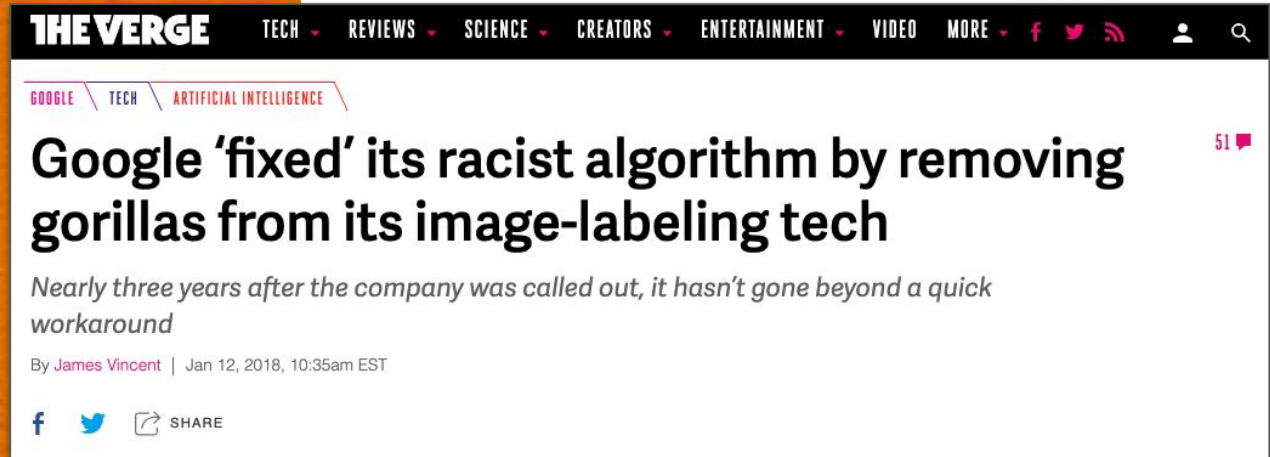 THE VERGE TECH REVIEWS SCIENCE CREATORS ENTERTAINMENT VIDEO MORE
GOOGLE TECH ARTIFICIAL INTELLIGENCE
Google ‘fixed’ its racist algorithm by removing
gorillas from its image-labeling tech
51
Nearly three years after the company was called out, it hasn’t gone beyond a quick
workaround
By James Vincent | Jan 12, 2018, 10:35am EST
SHARE